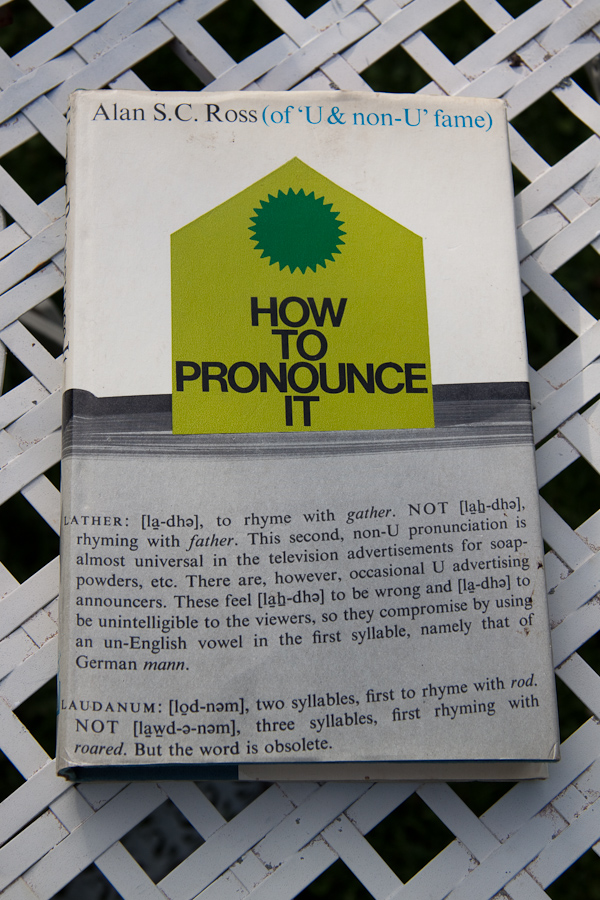 Alan S.C. Ross (of ‘U & non-U’ fame)
HOW
TO
PRONOUNCE
IT
LATHER: [la̱-dhə], to rhyme with gather. NOT [la̱ẖ-dhə],
rhyming with father. This second, non-U pronunciation is
almost universal in the television advertisements for soap-
powders, etc. There are, however, occasional U advertising
announcers. These feel [la̱ẖ-dhə] to be wrong and [la̱-dhə] to
be unintelligible to the viewers, so they compromise by using
an un-English vowel in the first syllable, namely that of
German mann.
LAUDANUM: [lo̱d-nəm], two syllables, first to rhyme with rod.
NOT [la̱w̱d-ə-nəm], three syllables, first rhyming with
roared. But the word is obsolete.